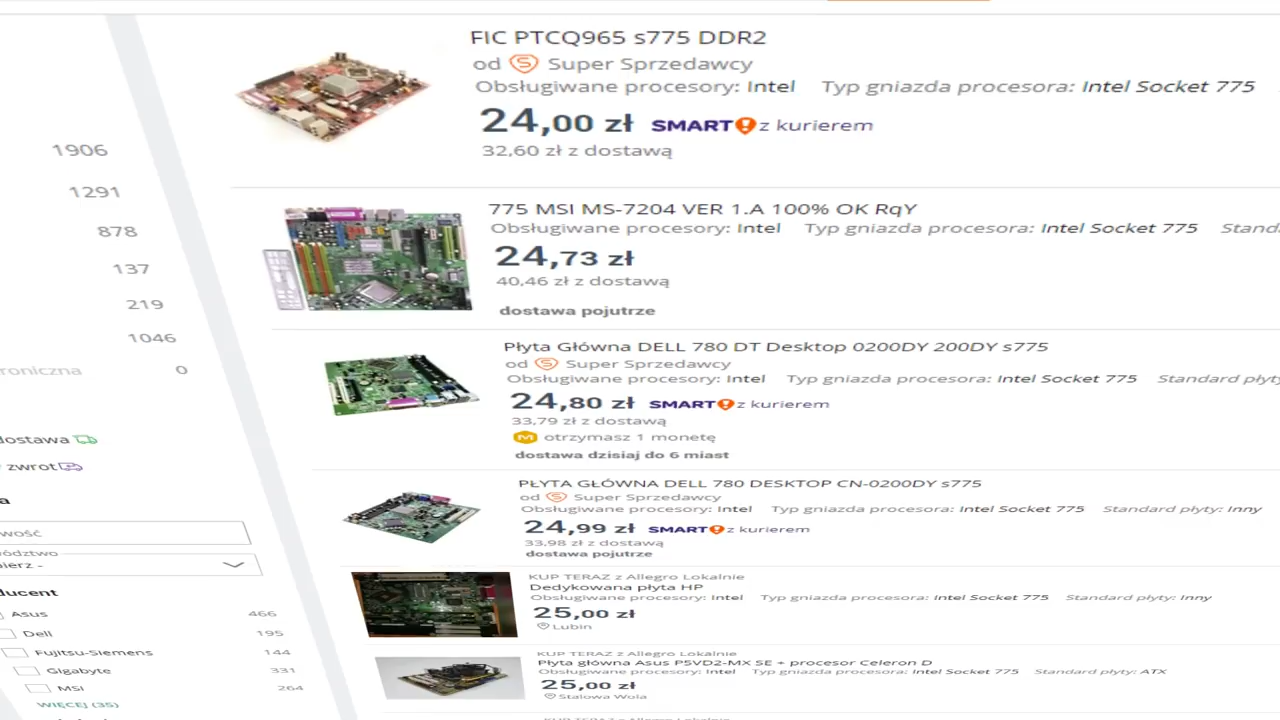 FIC PTCQ965 s775 DDR2
od Super Sprzedawcy
Obsługiwane procesory: Intel Typ gniazda procesora: Intel Socket 775
24,00 zł SMART! z kurierem
32,60 zł z dostawą
775 MSI MS-7204 VER 1.A 100% OK RqY
Obsługiwane procesory: Intel Typ gniazda procesora: Intel Socket 775 Stand
24,73 zł
40,46 zł z dostawą
dostawa pojutrze
Płyta Główna DELL 780 DT Desktop 0200DY 200DY s775
od Super Sprzedawcy
Obsługiwane procesory: Intel Typ gniazda procesora: Intel Socket 775 Standard płyty
24,80 zł SMART! z kurierem
33,79 zł z dostawą
otrzymasz 1 monetę
dostawa dzisiaj do 6 miast
PŁYTA GŁÓWNA DELL 780 DESKTOP CN-0200DY s775
od Super Sprzedawcy
Obsługiwane procesory: Intel Typ gniazda procesora: Intel Socket 775 Standard płyty: Inny
24,99 zł SMART! z kurierem
33,98 zł z dostawą
dostawa pojutrze
KUP TERAZ z Allegro Lokalnie
Dedykowana płyta HP
Obsługiwane procesory: Intel Typ gniazda procesora: Intel Socket 775 Standard płyty: Inny
25,00 zł
Lubin
KUP TERAZ z Allegro Lokalnie
Płyta główna Asus P5VD2-MX SE + procesor Celeron D
Obsługiwane procesory: Intel Typ gniazda procesora: Intel Socket 775 Standard płyty: ATX
25,00 zł
Stalowa Wola
1906
1291
878
137
219
1046
roniczna 0
dostawa
zwrot
a
wość
ództwo
ierz -
ducent
Asus 466
Dell 195
Fujitsu-Siemens 144
Gigabyte 331
MSI 264
WIĘCEJ (35)